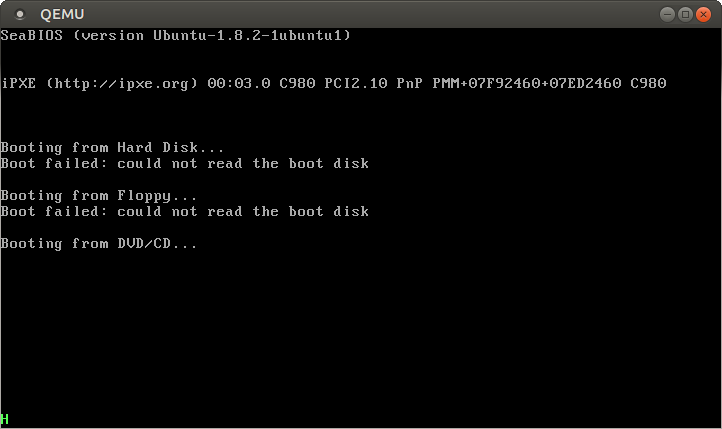 QEMU
SeaBIOS (version Ubuntu-1.8.2-1ubuntu1)
iPXE (http://ipxe.org) 00:03.0 C980 PCI2.10 PnP PMM+07F92460+07ED2460 C980
Booting from Hard Disk...
Boot failed: could not read the boot disk
Booting from Floppy...
Boot failed: could not read the boot disk
Booting from DVD/CD...
H